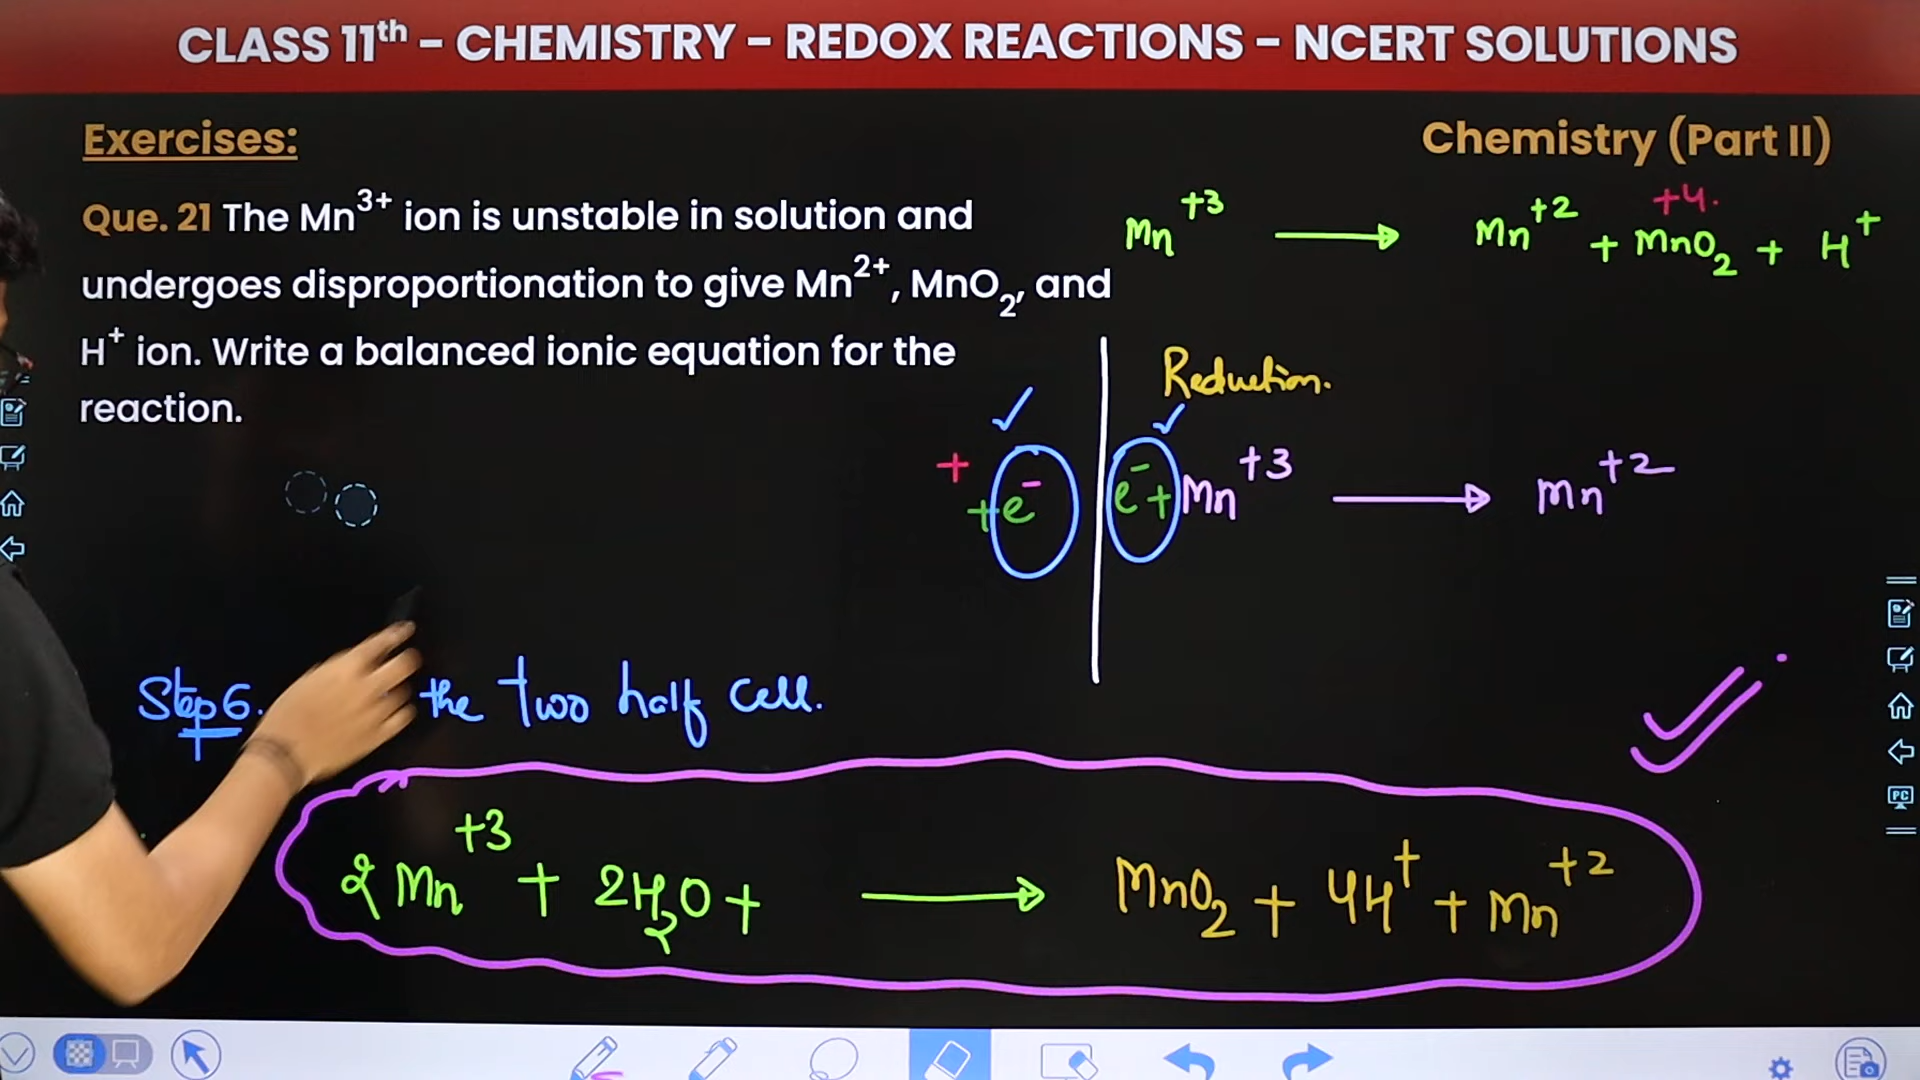 CLASS 11th - CHEMISTRY - REDOX REACTIONS - NCERT SOLUTIONS
Exercises:
Chemistry (Part II)
Que. 21 The Mn3+ ion is unstable in solution and
undergoes disproportionation to give Mn2+, MnO2, and
H+ ion. Write a balanced ionic equation for the
reaction.
Mn+3 ⟶ Mn+2 + MnO2 + H+
+4.
Reduction.
+
+e-
e- + Mn+3 ⟶ Mn+2
Step 6. the two half cell.
2Mn+3 + 2H2O + ⟶ MnO2 + 4H+ + Mn+2
PC